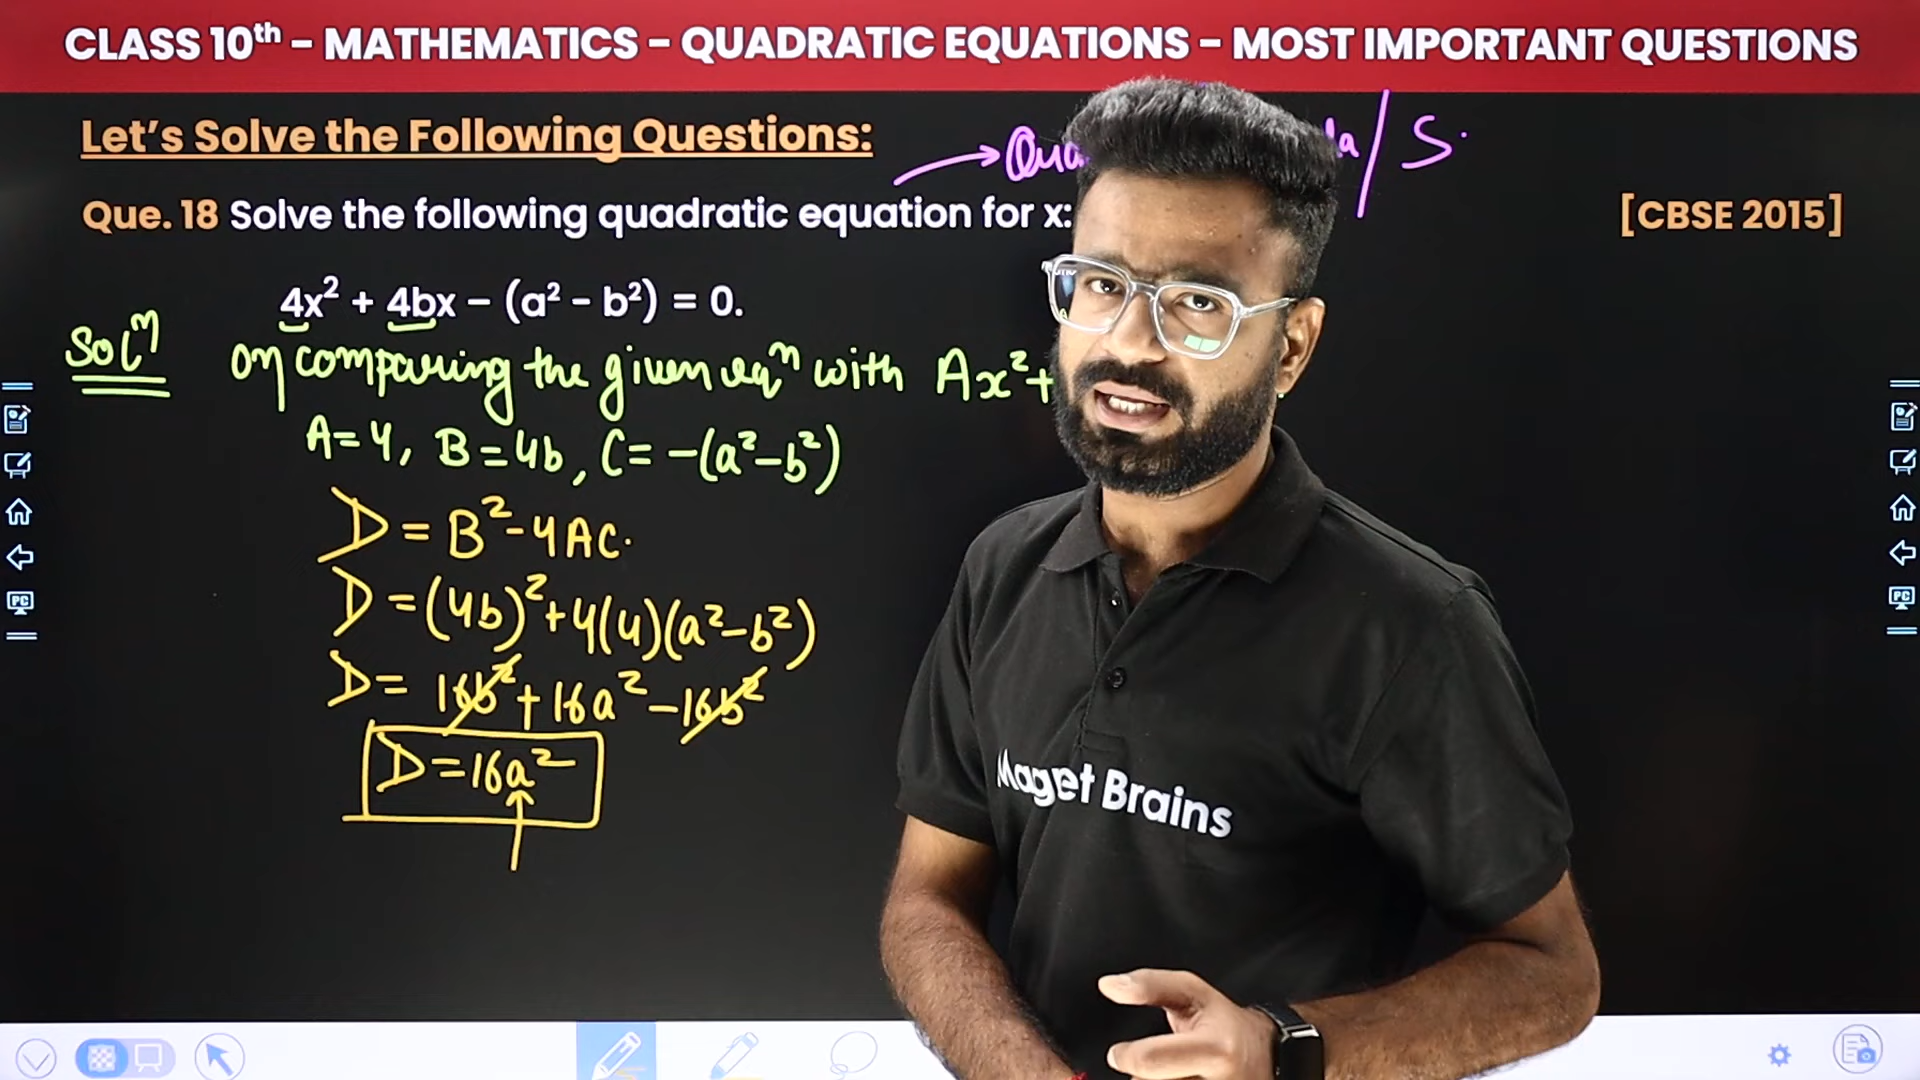 CLASS 10th - MATHEMATICS - QUADRATIC EQUATIONS - MOST IMPORTANT QUESTIONS
Let's Solve the Following Questions:
/ S.
Que. 18 Solve the following quadratic equation for x:
[CBSE 2015]
4x² + 4bx – (a² – b²) = 0.
Solⁿ
on comparing the given eqⁿ with Ax²+
A=4, B=4b, C= -(a²-b²)
D = B²-4AC.
D = (4b)²+4(4)(a²-b²)
D = 16b²+16a²-16b²
D=16a²
Magnet Brains
PC
PC